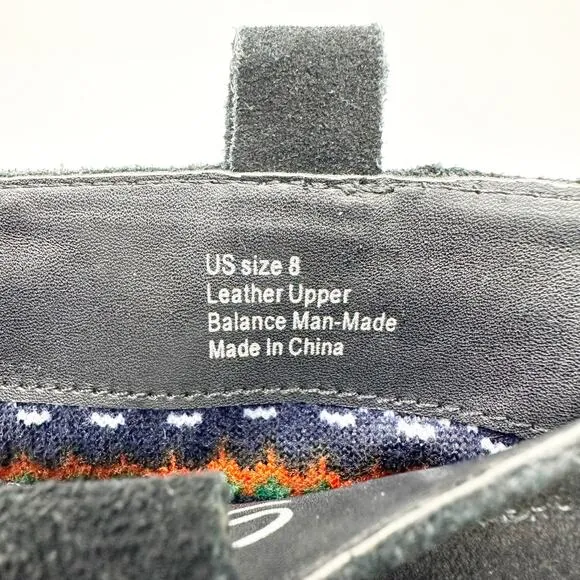 US size 8
Leather Upper
Balance Man-Made
Made In China